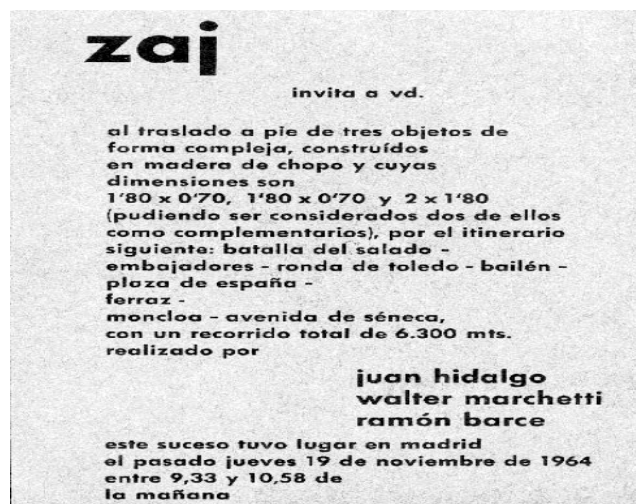 zaj
invita a vd.
al traslado a pie de tres objetos de
forma compleja, construídos
en madera de chopo y cuyas
dimensiones son
1'80 x 0'70, 1'80 x 0'70 y 2 x 1'80
(pudiendo ser considerados dos de ellos
como complementarios), por el itinerario
siguiente: batalla del salado -
embajadores - ronda de toledo - bailén -
plaza de españa -
ferraz -
moncloa - avenida de séneca,
con un recorrido total de 6.300 mts.
realizado por
juan hidalgo
walter marchetti
ramón barce
este suceso tuvo lugar en madrid
el pasado jueves 19 de noviembre de 1964
entre 9,33 y 10,58 de
la mañana